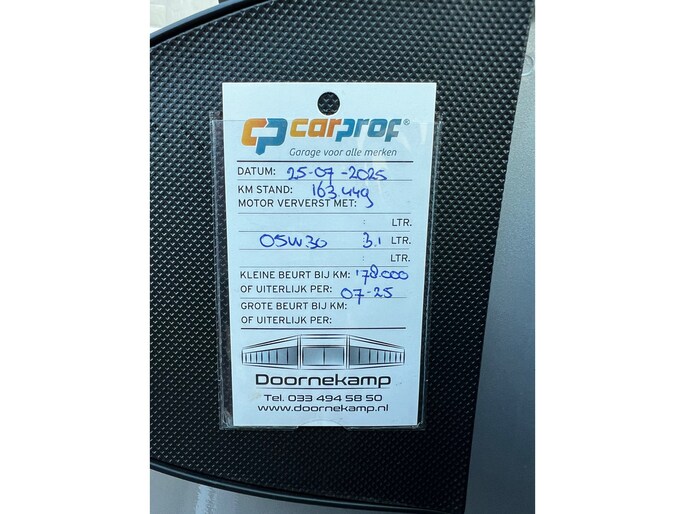 CP carprof®
Garage voor alle merken
DATUM: 25-07-2025
KM STAND: 163.449
MOTOR VERVERST MET:
: LTR.
05W30 3.1 LTR.
: LTR.
KLEINE BEURT BIJ KM: 178.000
OF UITERLIJK PER: 07-25
GROTE BEURT BIJ KM:
OF UITERLIJK PER:
Doornekamp
Tel. 033 494 58 50
www.doornekamp.nl